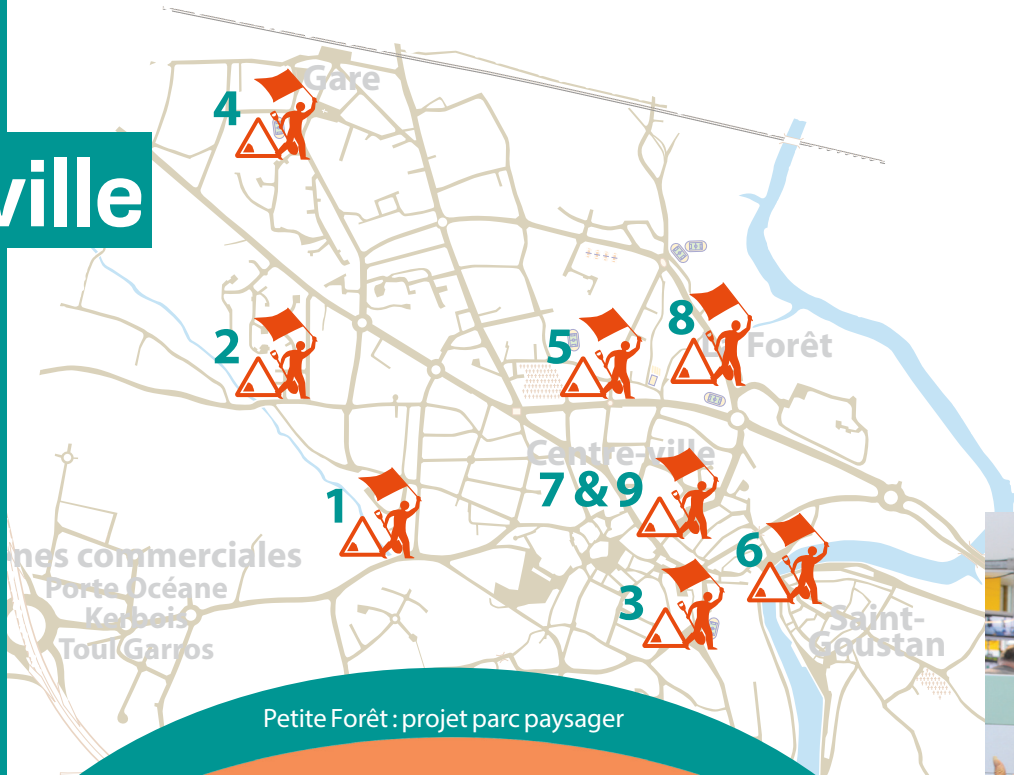 Gare
4
ville
8
2
5
La Forêt
Centre-ville
7 & 9
1
nes commerciales
Porte Océane
Kerbois
Toul Garros
6
3
Saint-
Goustan
Petite Forêt : projet parc paysager